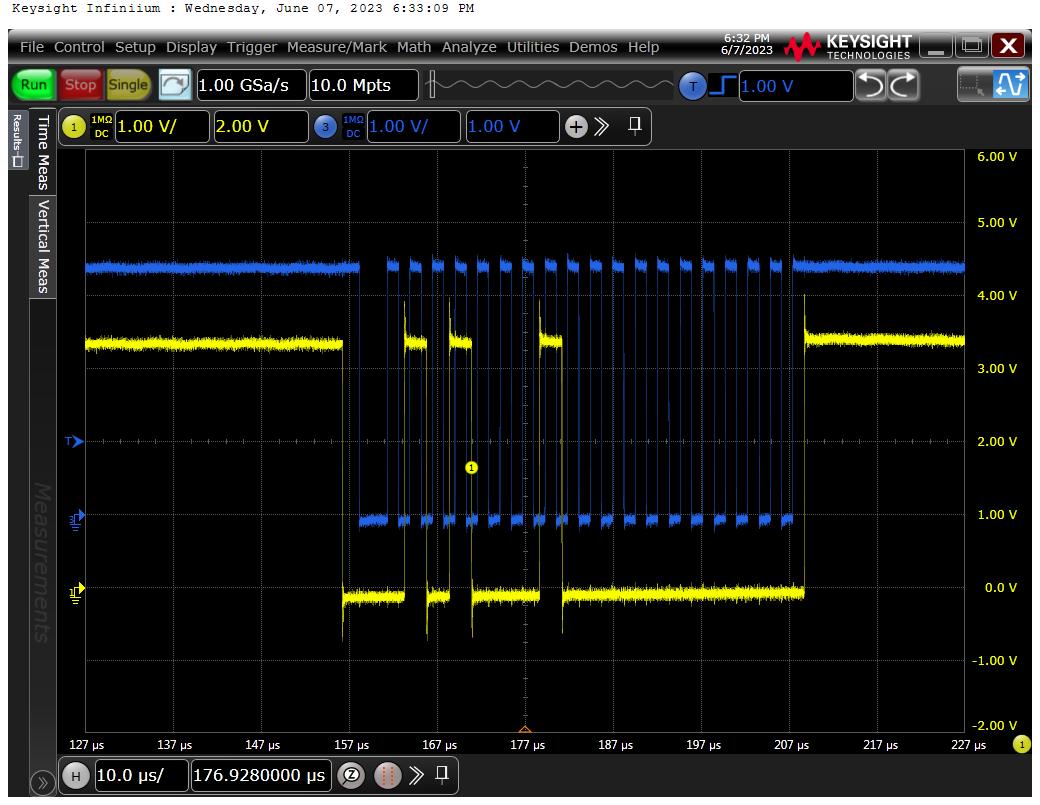 Keysight Infiniium : Wednesday, June 07, 2023 6:33:09 PM
File Control Setup Display Trigger Measure/Mark Math Analyze Utilities Demos Help
6:32 PM
6/7/2023
KEYSIGHT
TECHNOLOGIES
X
Run Stop Single 1.00 GSa/s 10.0 Mpts T 1.00 V
1 1MΩ DC 1.00 V/ 2.00 V 3 1MΩ DC 1.00 V/ 1.00 V +
Results
Time Meas
Vertical Meas
Measurements
6.00 V
5.00 V
4.00 V
3.00 V
T 2.00 V
1
3 1.00 V
1 0.0 V
-1.00 V
-2.00 V
127 µs 137 µs 147 µs 157 µs 167 µs 177 µs 187 µs 197 µs 207 µs 217 µs 227 µs 1
H 10.0 µs/ 176.9280000 µs Z